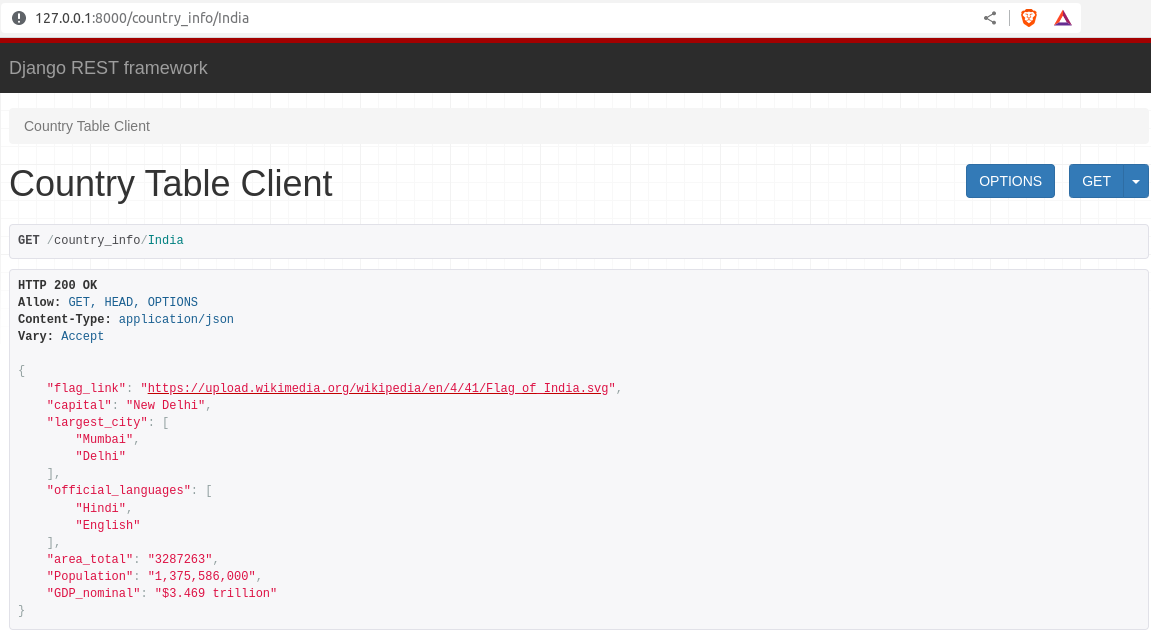 127.0.0.1:8000/country_info/India
Django REST framework
Country Table Client
Country Table Client
OPTIONS
GET
GET /country_info/India
HTTP 200 OK
Allow: GET, HEAD, OPTIONS
Content-Type: application/json
Vary: Accept
{
    "flag_link": "https://upload.wikimedia.org/wikipedia/en/4/41/Flag_of_India.svg",
    "capital": "New Delhi",
    "largest_city": [
        "Mumbai",
        "Delhi"
    ],
    "official_languages": [
        "Hindi",
        "English"
    ],
    "area_total": "3287263",
    "Population": "1,375,586,000",
    "GDP_nominal": "$3.469 trillion"
}